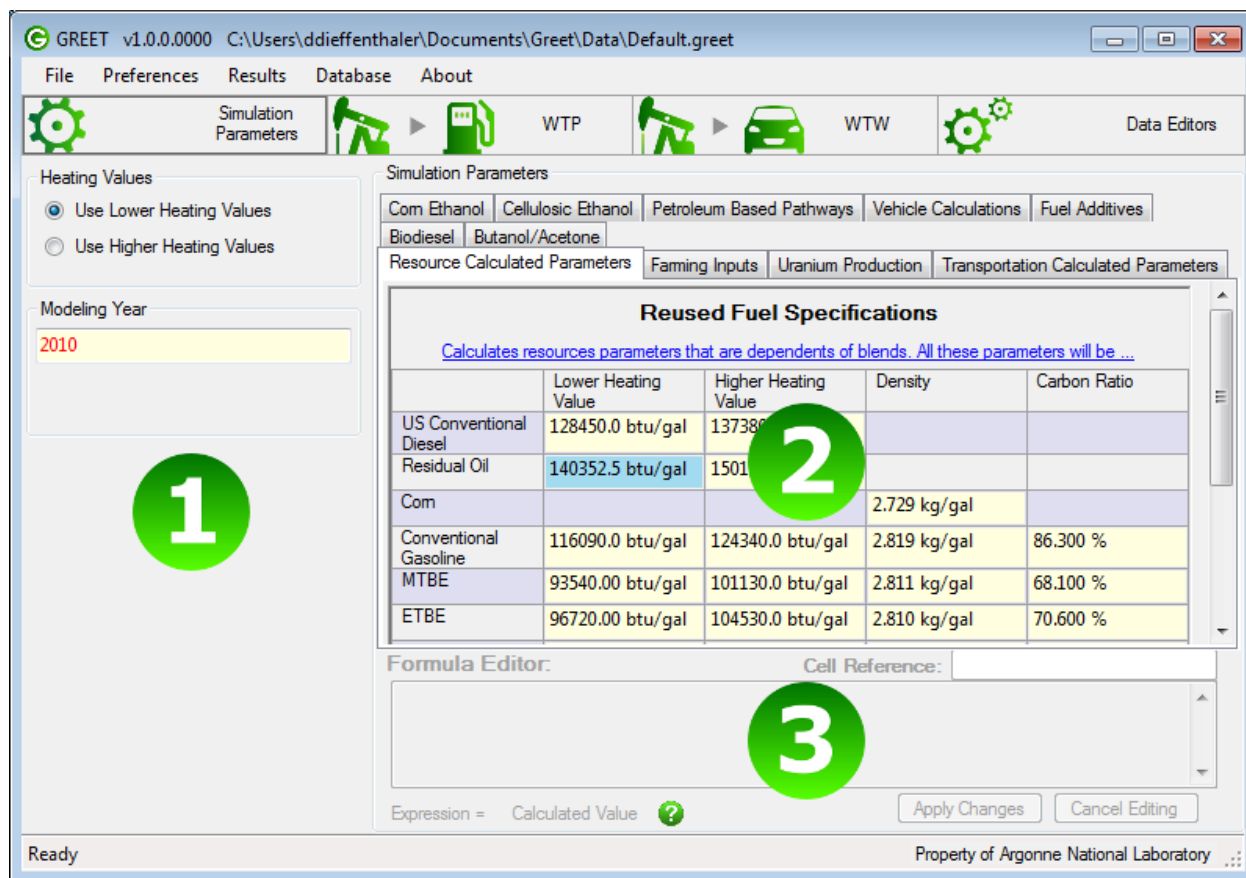 GREET v1.0.0.0000 C:\Users\ddieffenthaler\Documents\Greet\Data\Default.greet
File Preferences Results Database About
Simulation Parameters WTP WTW Data Editors
Heating Values
Use Lower Heating Values
Use Higher Heating Values
Modeling Year
2010
1
Simulation Parameters
Corn Ethanol Cellulosic Ethanol Petroleum Based Pathways Vehicle Calculations Fuel Additives
Biodiesel Butanol/Acetone
Resource Calculated Parameters Farming Inputs Uranium Production Transportation Calculated Parameters
Reused Fuel Specifications
Calculates resources parameters that are dependents of blends. All these parameters will be ...
Lower Heating Value Higher Heating Value Density Carbon Ratio
US Conventional Diesel 128450.0 btu/gal
Residual Oil 140352.5 btu/gal
2
Corn 2.729 kg/gal
Conventional Gasoline 116090.0 btu/gal 124340.0 btu/gal 2.819 kg/gal 86.300 %
MTBE 93540.00 btu/gal 101130.0 btu/gal 2.811 kg/gal 68.100 %
ETBE 96720.00 btu/gal 104530.0 btu/gal 2.810 kg/gal 70.600 %
Formula Editor: Cell Reference:
3
Expression = Calculated Value ?
Apply Changes Cancel Editing
Ready Property of Argonne National Laboratory